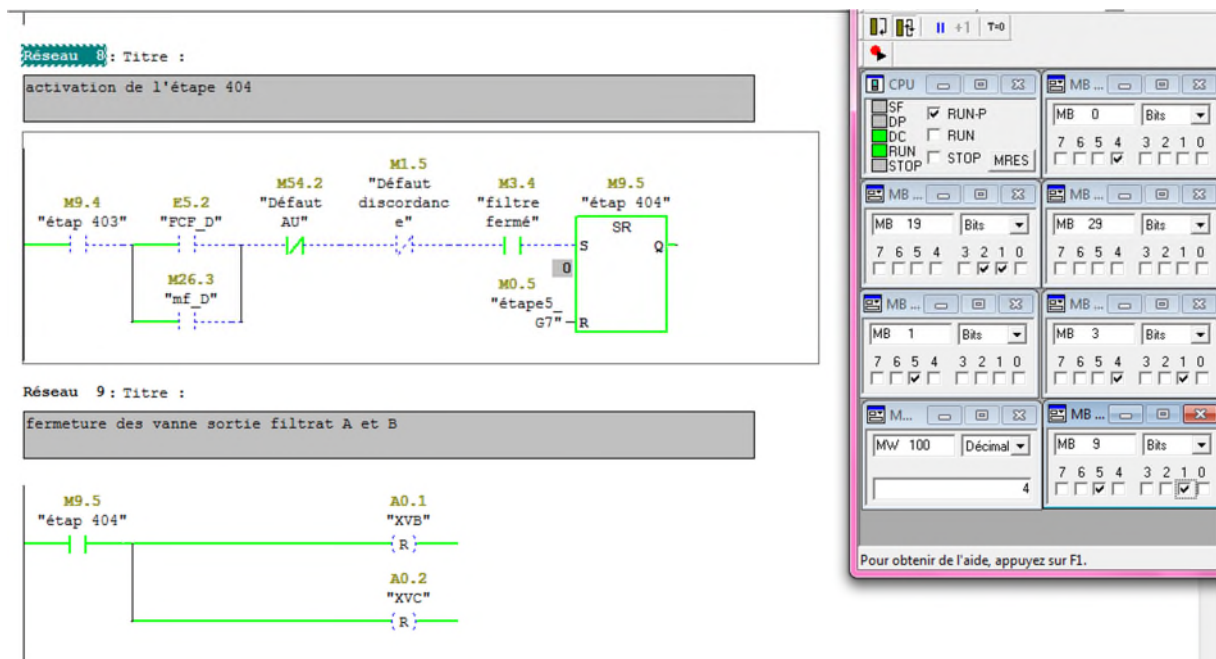 Réseau 8 : Titre :
activation de l'étape 404
M1.5
M54.2 "Défaut M3.4 M9.5
M9.4 E5.2 "Défaut discordanc "filtre "étap 404"
"étap 403" "FCF_D" AU" e" fermé" SR
S Q
M26.3 0
"mf_D" M0.5
"étape5_
G7" R
Réseau 9 : Titre :
fermeture des vanne sortie filtrat A et B
M9.5 A0.1
"étap 404" "XVB"
R
A0.2
"XVC"
R
+1 T=0
CPU
SF
DP
DC
RUN
STOP
RUN-P
RUN
STOP MRES
MB ...
MB 0 Bits
7 6 5 4 3 2 1 0
MB ...
MB 19 Bits
7 6 5 4 3 2 1 0
MB ...
MB 29 Bits
7 6 5 4 3 2 1 0
MB ...
MB 1 Bits
7 6 5 4 3 2 1 0
MB ...
MB 3 Bits
7 6 5 4 3 2 1 0
M...
MW 100 Décimal
4
MB ...
MB 9 Bits
7 6 5 4 3 2 1 0
Pour obtenir de l'aide, appuyez sur F1.